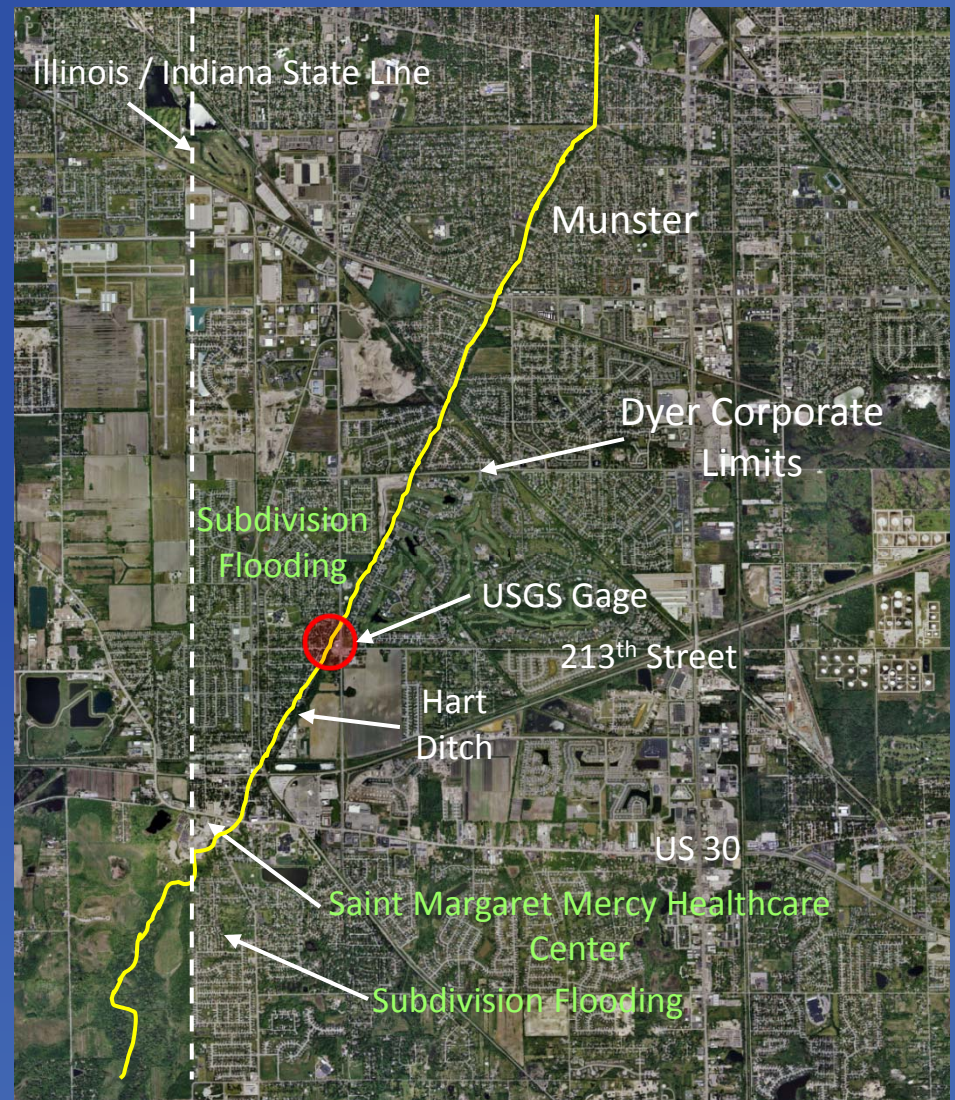 Illinois / Indiana State Line
Munster
Dyer Corporate
Limits
Subdivision
Flooding
USGS Gage
213th Street
Hart
Ditch
US 30
Saint Margaret Mercy Healthcare
Center
Subdivision Flooding